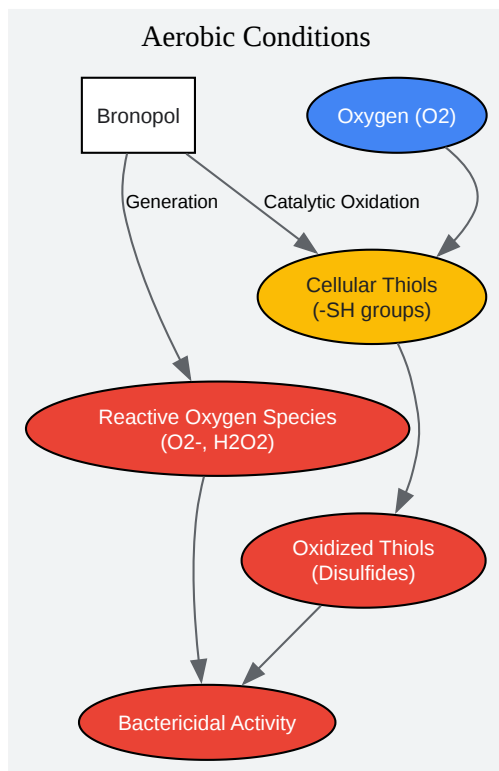 Aerobic Conditions
Bronopol
Oxygen (O2)
Generation
Catalytic Oxidation
Cellular Thiols
(-SH groups)
Reactive Oxygen Species
(O2-, H2O2)
Oxidized Thiols
(Disulfides)
Bactericidal Activity